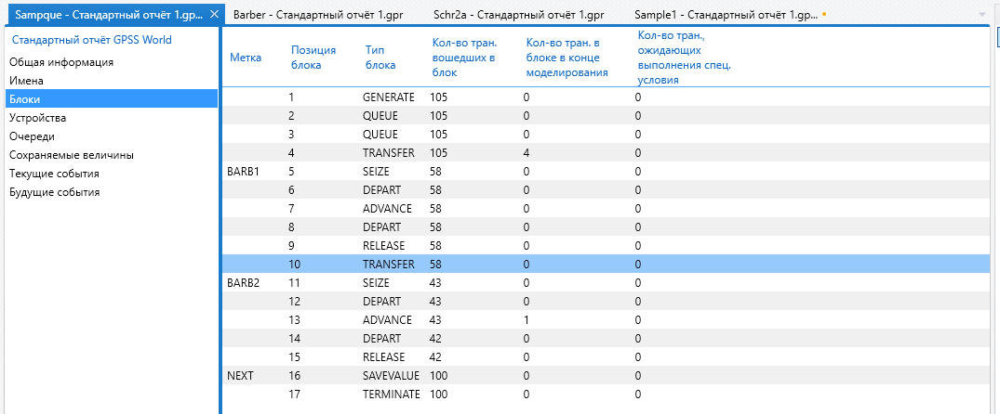 Sampque - Стандартный отчёт 1.gp... × Barber - Стандартный отчёт 1.gpr Schr2a - Стандартный отчёт 1.gpr Sample1 - Стандартный отчёт 1.gp...
Стандартный отчёт GPSS World
Общая информация
Имена
Блоки
Устройства
Очереди
Сохраняемые величины
Текущие события
Будущие события
Метка Позиция блока Тип блока Кол-во тран. вошедших в блок Кол-во тран. в блоке в конце моделирования Кол-во тран., ожидающих выполнения спец. условия
1 GENERATE 105 0 0
2 QUEUE 105 0 0
3 QUEUE 105 0 0
4 TRANSFER 105 4 0
BARB1 5 SEIZE 58 0 0
6 DEPART 58 0 0
7 ADVANCE 58 0 0
8 DEPART 58 0 0
9 RELEASE 58 0 0
10 TRANSFER 58 0 0
BARB2 11 SEIZE 43 0 0
12 DEPART 43 0 0
13 ADVANCE 43 1 0
14 DEPART 42 0 0
15 RELEASE 42 0 0
NEXT 16 SAVEVALUE 100 0 0
17 TERMINATE 100 0 0